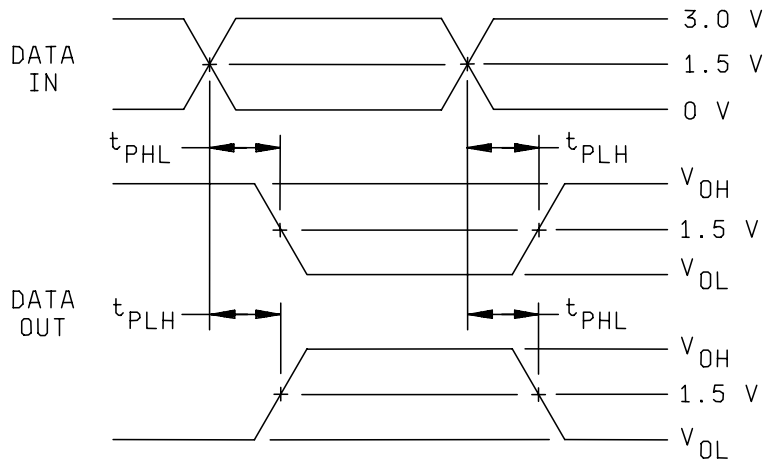 3.0 V
DATA IN
1.5 V
0 V
tPHL
tPLH
VOH
1.5 V
VOL
DATA OUT
tPLH
tPHL
VOH
1.5 V
VOL